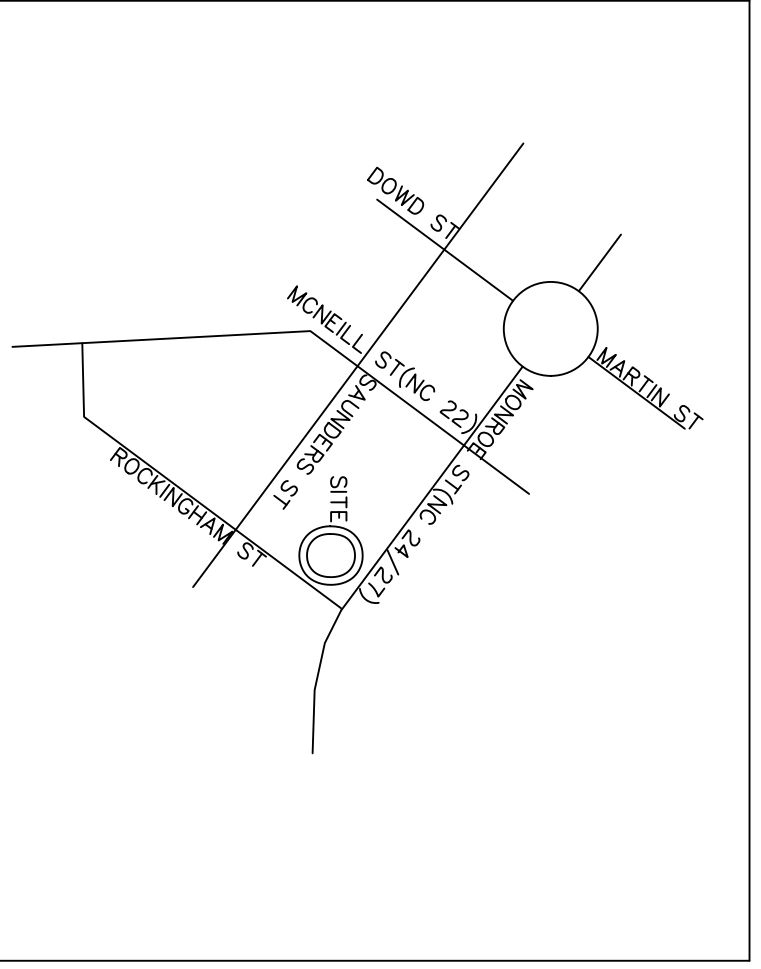 DOWD ST
MCNEILL ST(NC 22)
MARTIN ST
SAUNDERS ST
MONROE ST(NC 24/27)
ROCKINGHAM ST
SITE